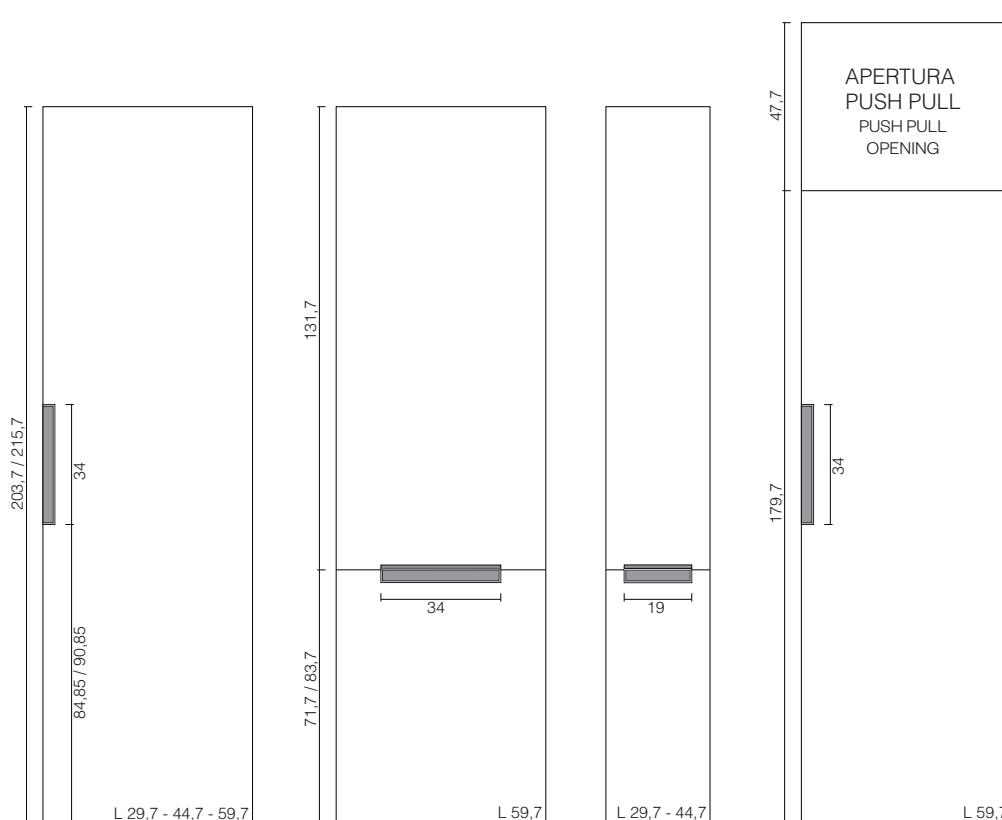 APERTURA
PUSH PULL
PUSH PULL
OPENING
47,7
131,7
203,7 / 215,7
34
34
179,7
34
19
84,85 / 90,85
71,7 / 83,7
L 29,7 - 44,7 - 59,7
L 59,7
L 29,7 - 44,7
L 59,7